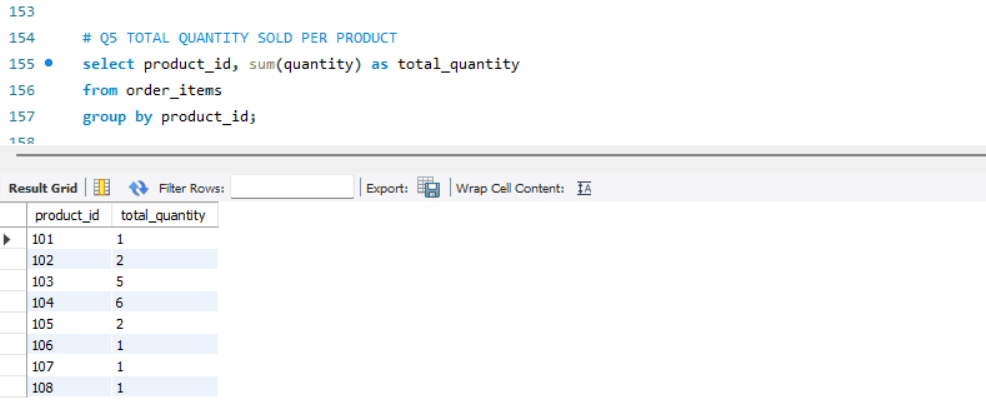 153
154 # Q5 TOTAL QUANTITY SOLD PER PRODUCT
155 select product_id, sum(quantity) as total_quantity
156 from order_items
157 group by product_id;
158
Result Grid Filter Rows: Export: Wrap Cell Content: IA
product_id total_quantity
101 1
102 2
103 5
104 6
105 2
106 1
107 1
108 1